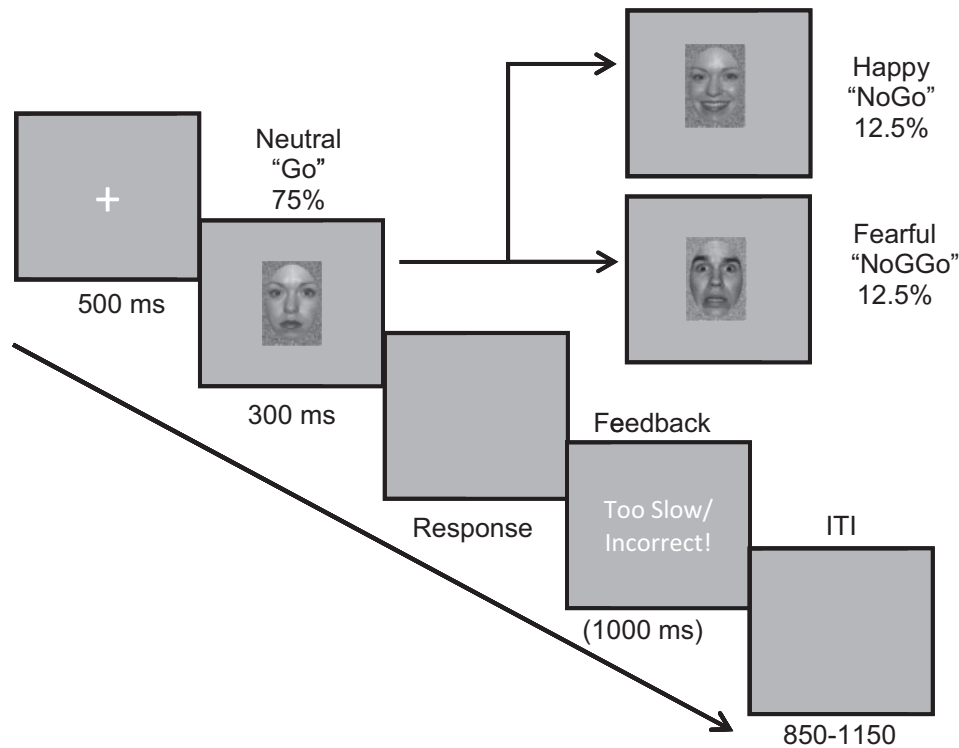 Happy
“NoGo”
12.5%
Neutral
“Go”
75%
+
500 ms
Fearful
“NoGGo”
12.5%
300 ms
Response
Feedback
Too Slow/
Incorrect!
(1000 ms)
ITI
850-1150